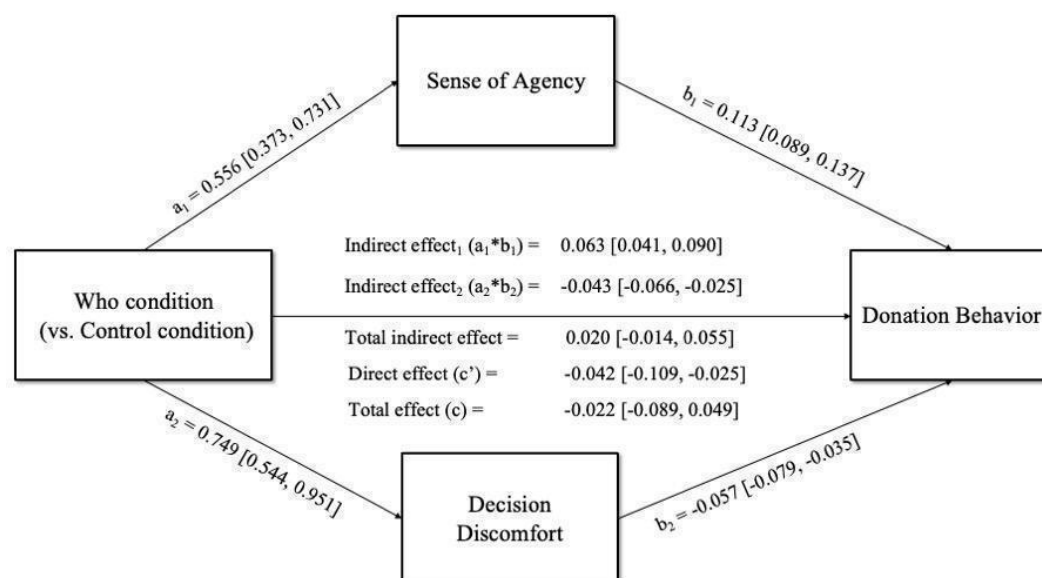 Sense of Agency
a₁ = 0.556 [0.373, 0.731]
b₁ = 0.113 [0.089, 0.137]
Who condition
(vs. Control condition)
Indirect effect₁ (a₁*b₁) = 0.063 [0.041, 0.090]
Indirect effect₂ (a₂*b₂) = -0.043 [-0.066, -0.025]
Total indirect effect = 0.020 [-0.014, 0.055]
Direct effect (c’) = -0.042 [-0.109, -0.025]
Total effect (c) = -0.022 [-0.089, 0.049]
Donation Behavior
a₂ = 0.749 [0.544, 0.951]
b₂ = -0.057 [-0.079, -0.035]
Decision
Discomfort